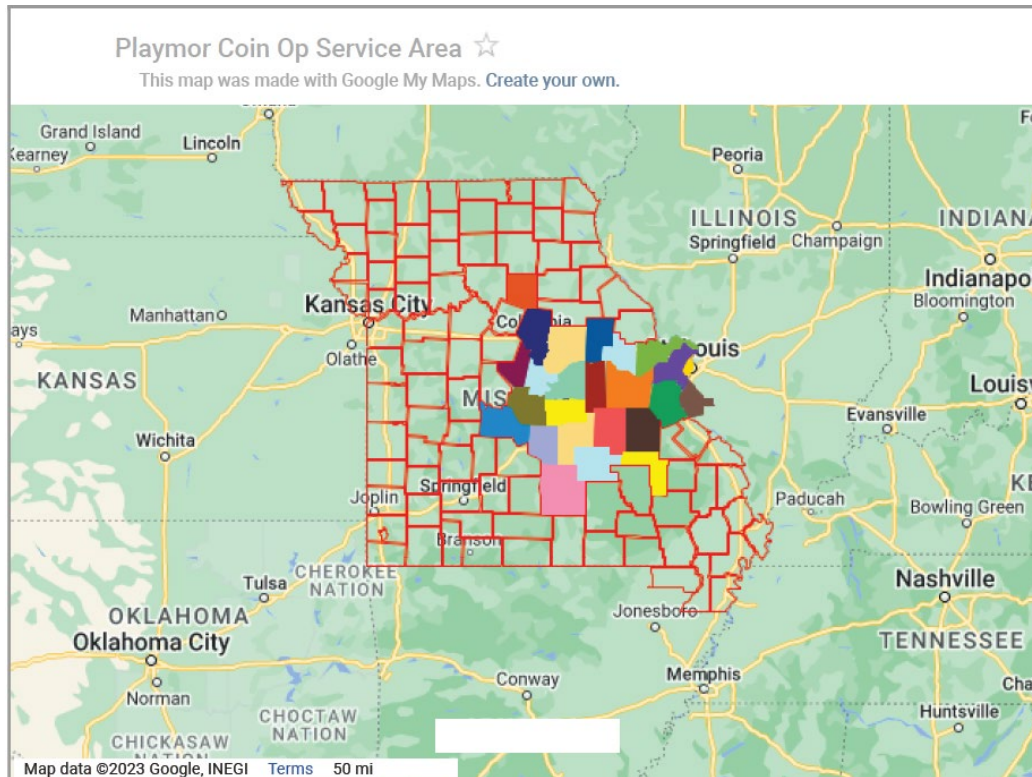 Playmor Coin Op Service Area
This map was made with Google My Maps. Create your own.
Grand Island
Kearney
Lincoln
Peoria
ILLINOIS
INDIANA
Springfield
Champaign
Indianapo
Kansas City
Bloomington
Manhattan
Olathe
KANSAS
Louisv
Evansville
Wichita
Springfield
Joplin
Paducah
Bowling Green
Branson
Tulsa
CHEROKEE
NATION
Nashville
OKLAHOMA
Jonesboro
Oklahoma City
TENNESSEE
Memphis
Conway
Norman
CHOCTAW
NATION
Huntsville
CHICKASAW
NATION
Map data ©2023 Google, INEGI Terms 50 mi